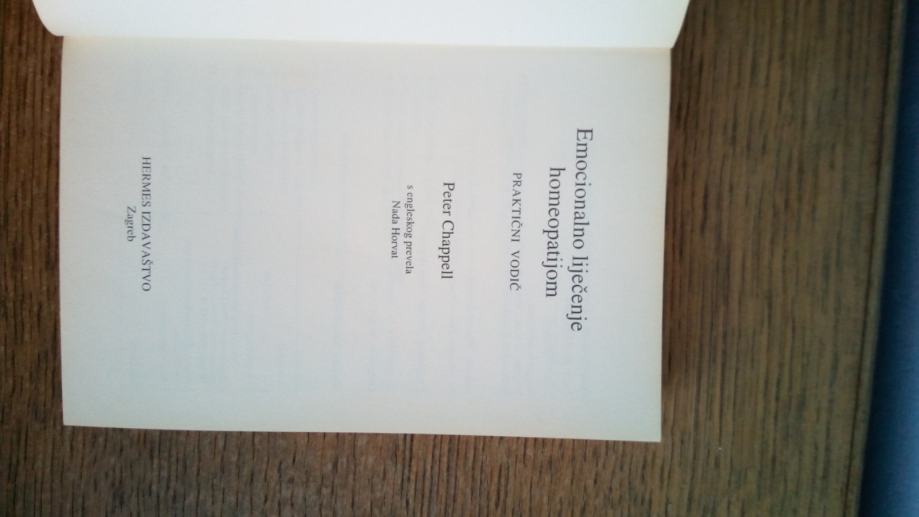 Emocionalno liječenje
homeopatijom
PRAKTIČNI VODIČ
Peter Chappell
s engleskog prevela
Nada Horvat
HERMES IZDAVAŠTVO
Zagreb